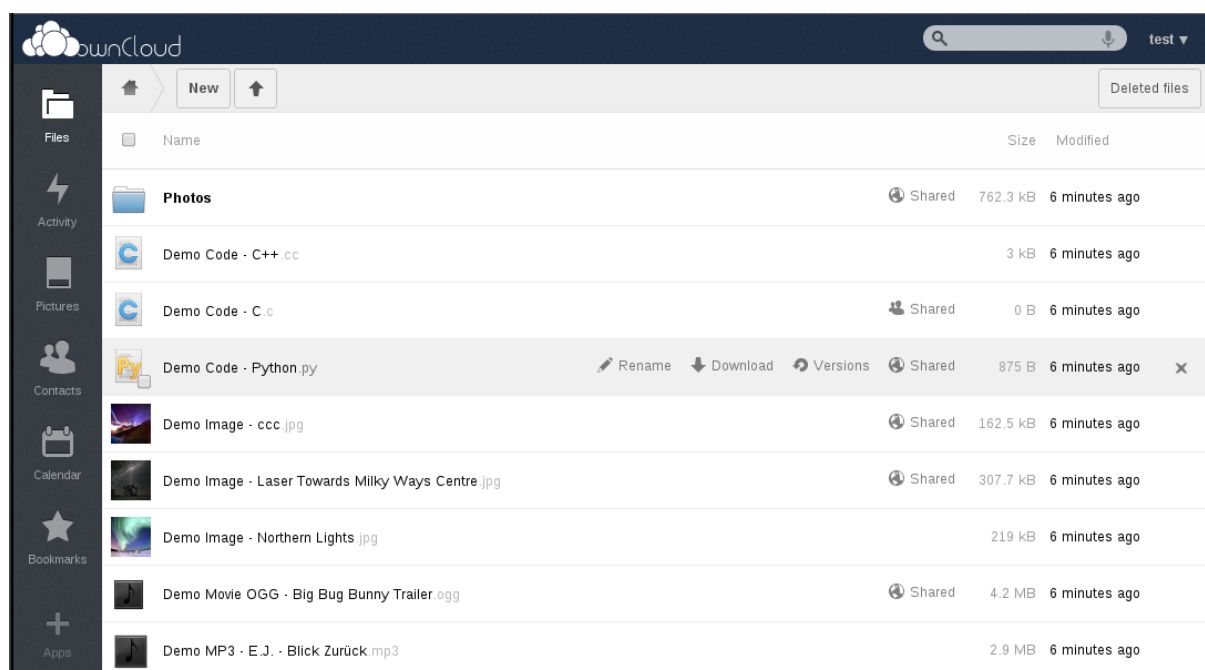 ownCloud
test ▼
New
Deleted files
Files
Activity
Pictures
Contacts
Calendar
Bookmarks
Apps
Name Size Modified
Photos Shared 762.3 kB 6 minutes ago
Demo Code - C++.cc 3 kB 6 minutes ago
Demo Code - C.c Shared 0 B 6 minutes ago
Py
Demo Code - Python.py Rename Download Versions Shared 875 B 6 minutes ago
Demo Image - ccc.jpg Shared 162.5 kB 6 minutes ago
Demo Image - Laser Towards Milky Ways Centre.jpg Shared 307.7 kB 6 minutes ago
Demo Image - Northern Lights.jpg 219 kB 6 minutes ago
Demo Movie OGG - Big Bug Bunny Trailer.ogg Shared 4.2 MB 6 minutes ago
Demo MP3 - E.J. - Blick Zurück.mp3 2.9 MB 6 minutes ago